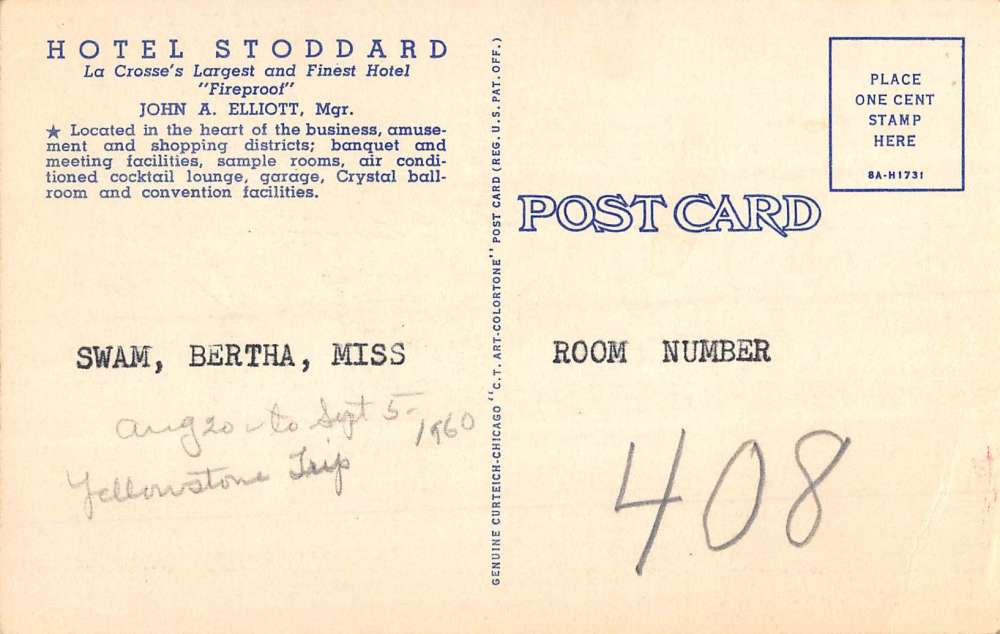 HOTEL STODDARD
La Crosse's Largest and Finest Hotel
"Fireproof"
JOHN A. ELLIOTT, Mgr.
★ Located in the heart of the business, amuse-
ment and shopping districts; banquet and
meeting facilities, sample rooms, air condi-
tioned cocktail lounge, garage, Crystal ball-
room and convention facilities.
SWAM, BERTHA, MISS
Aug 20 - to Sept 5-
1960
Yellowstone Trip
GENUINE CURTEICH-CHICAGO "C.T. ART-COLORTONE" POST CARD (REG. U.S. PAT. OFF.)
PLACE
ONE CENT
STAMP
HERE
8A-H1731
POST CARD
ROOM NUMBER
408